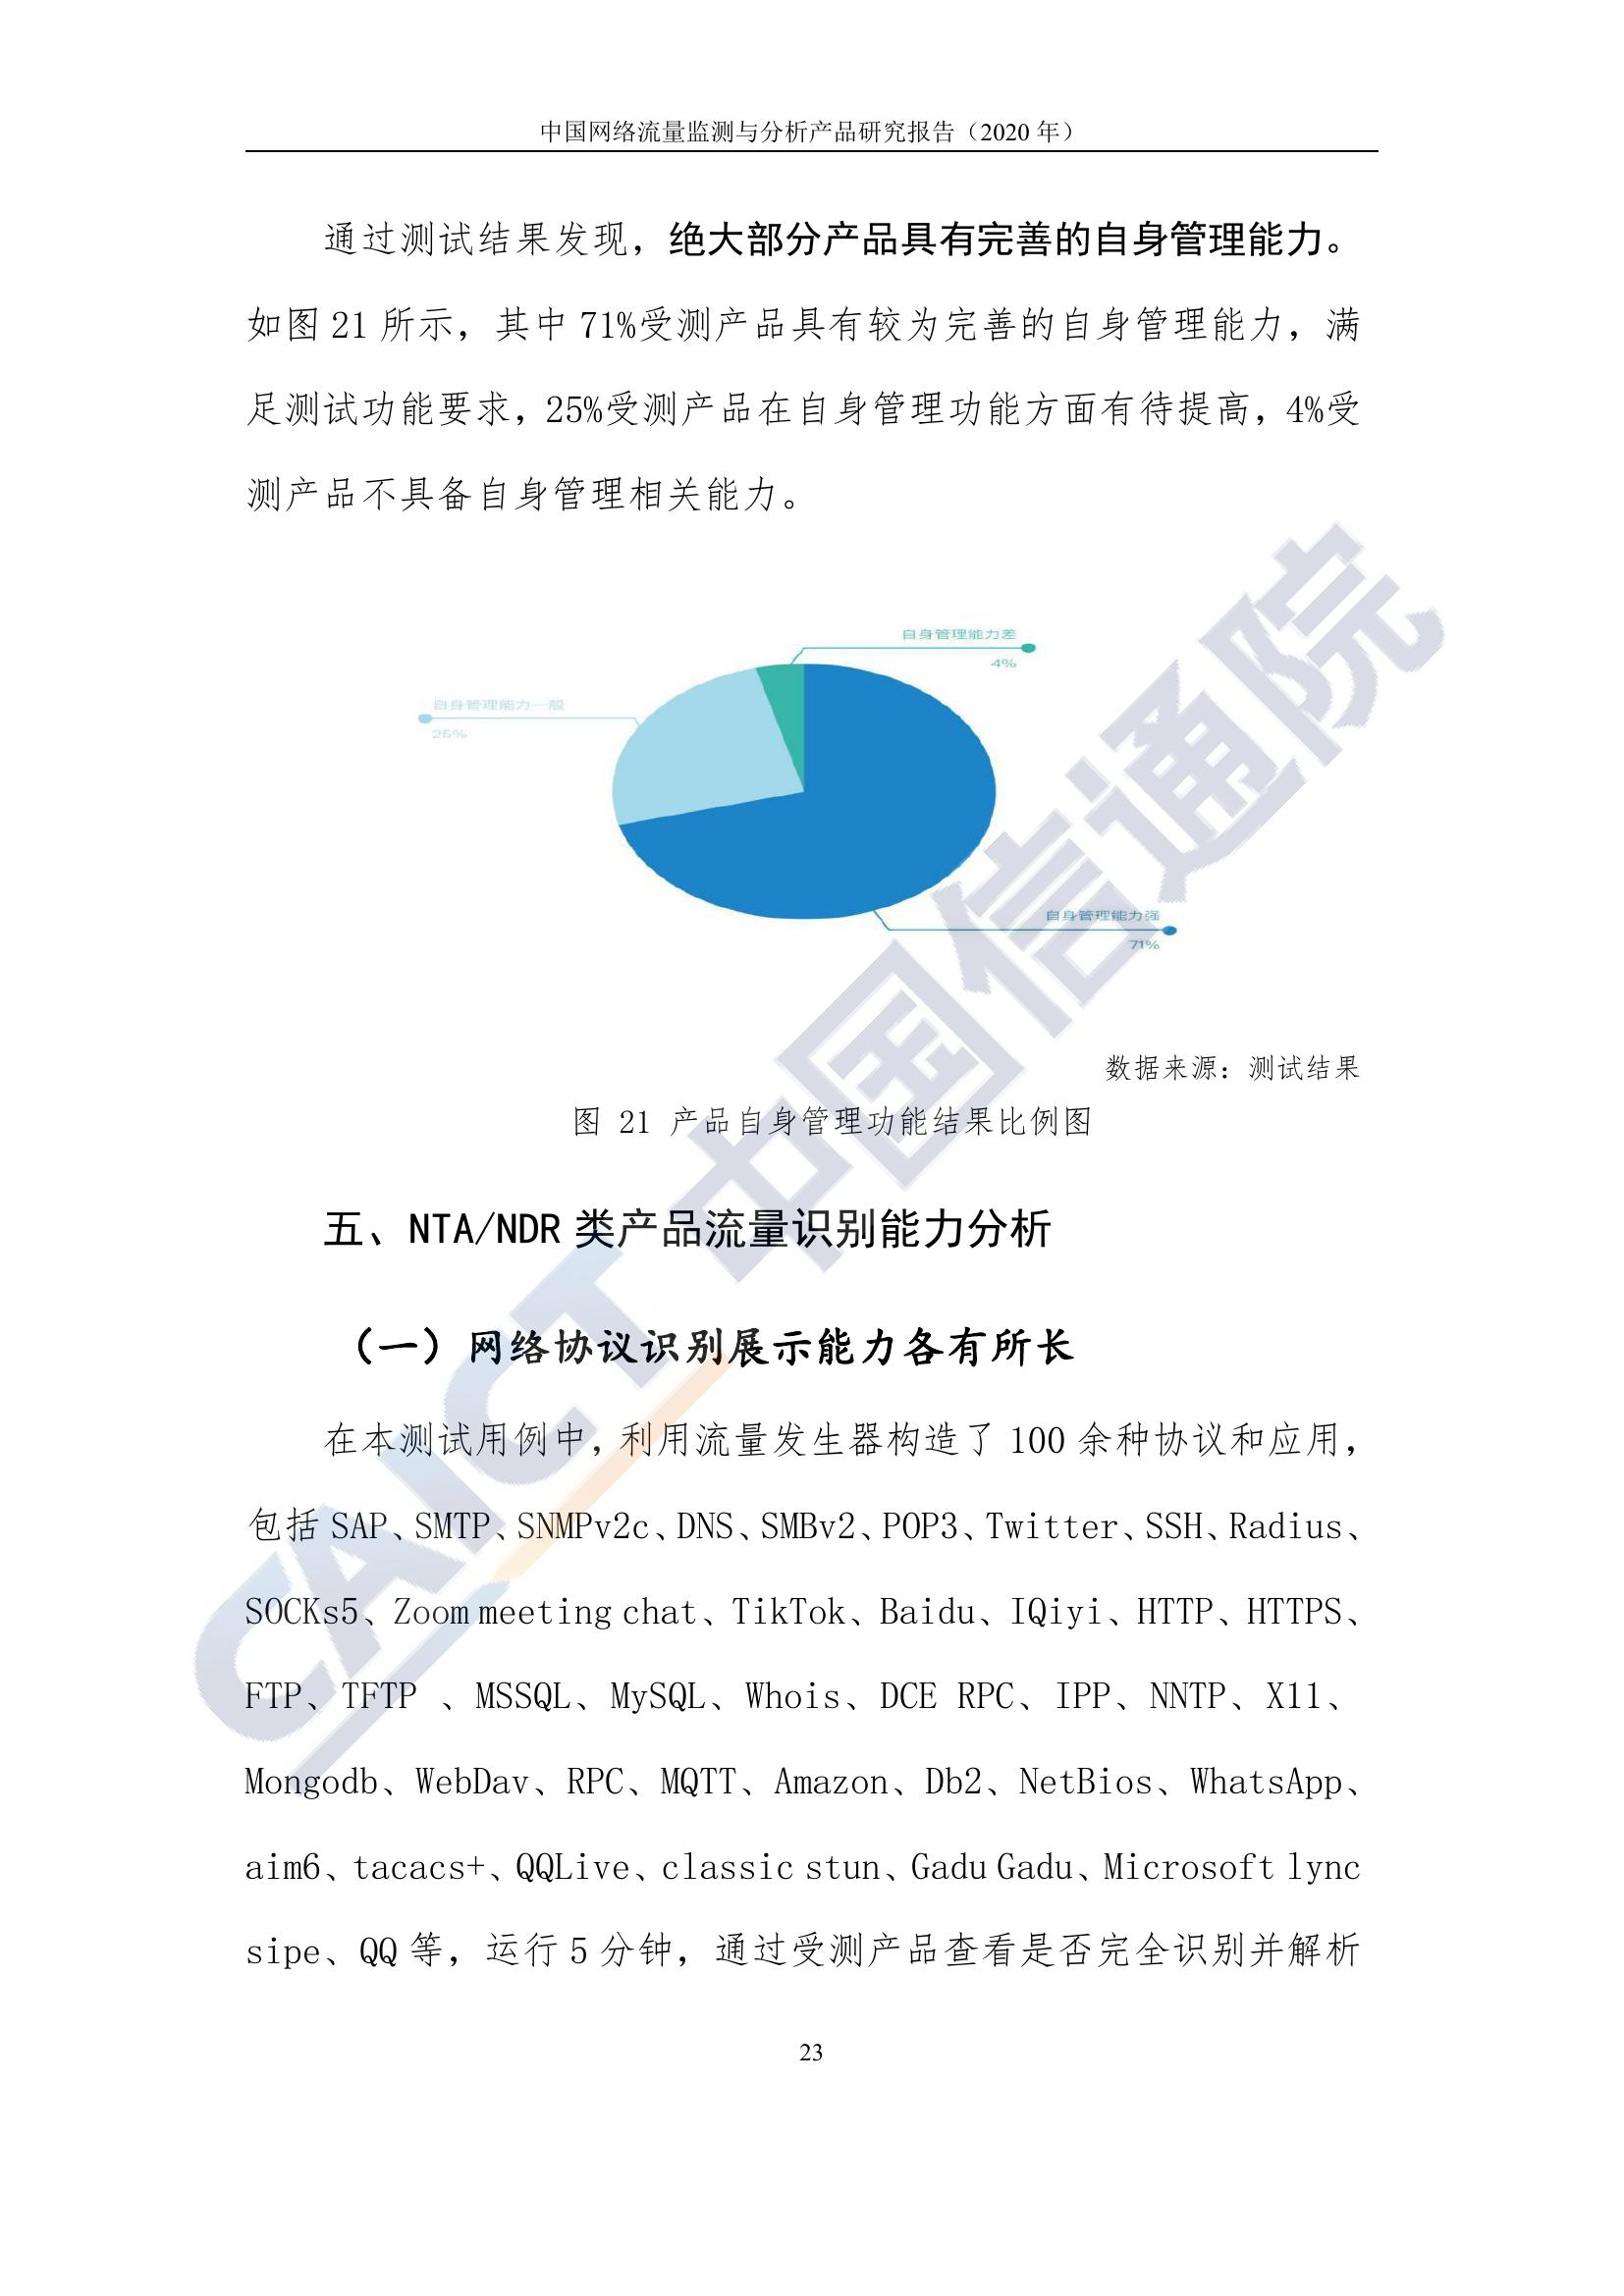 中国网络流量监测与分析产品研究报告（2020 年）
通过测试结果发现，绝大部分产品具有完善的自身管理能力。
如图 21 所示，其中 71%受测产品具有较为完善的自身管理能力，满
足测试功能要求，25%受测产品在自身管理功能方面有待提高，4%受
测产品不具备自身管理相关能力。
自身管理能力差
4%
自身管理能力一般
25%
自身管理能力强
71%
数据来源：测试结果
图 21 产品自身管理功能结果比例图
五、NTA/NDR 类产品流量识别能力分析
（一）网络协议识别展示能力各有所长
在本测试用例中，利用流量发生器构造了 100 余种协议和应用，
包括 SAP、SMTP、SNMPv2c、DNS、SMBv2、POP3、Twitter、SSH、Radius、
SOCKs5、Zoom meeting chat、TikTok、Baidu、IQiyi、HTTP、HTTPS、
FTP、TFTP 、MSSQL、MySQL、Whois、DCE RPC、IPP、NNTP、X11、
Mongodb、WebDav、RPC、MQTT、Amazon、Db2、NetBios、WhatsApp、
aim6、tacacs+、QQLive、classic stun、Gadu Gadu、Microsoft lync
sipe、QQ 等，运行 5 分钟，通过受测产品查看是否完全识别并解析
23
CAICT 中国信通院